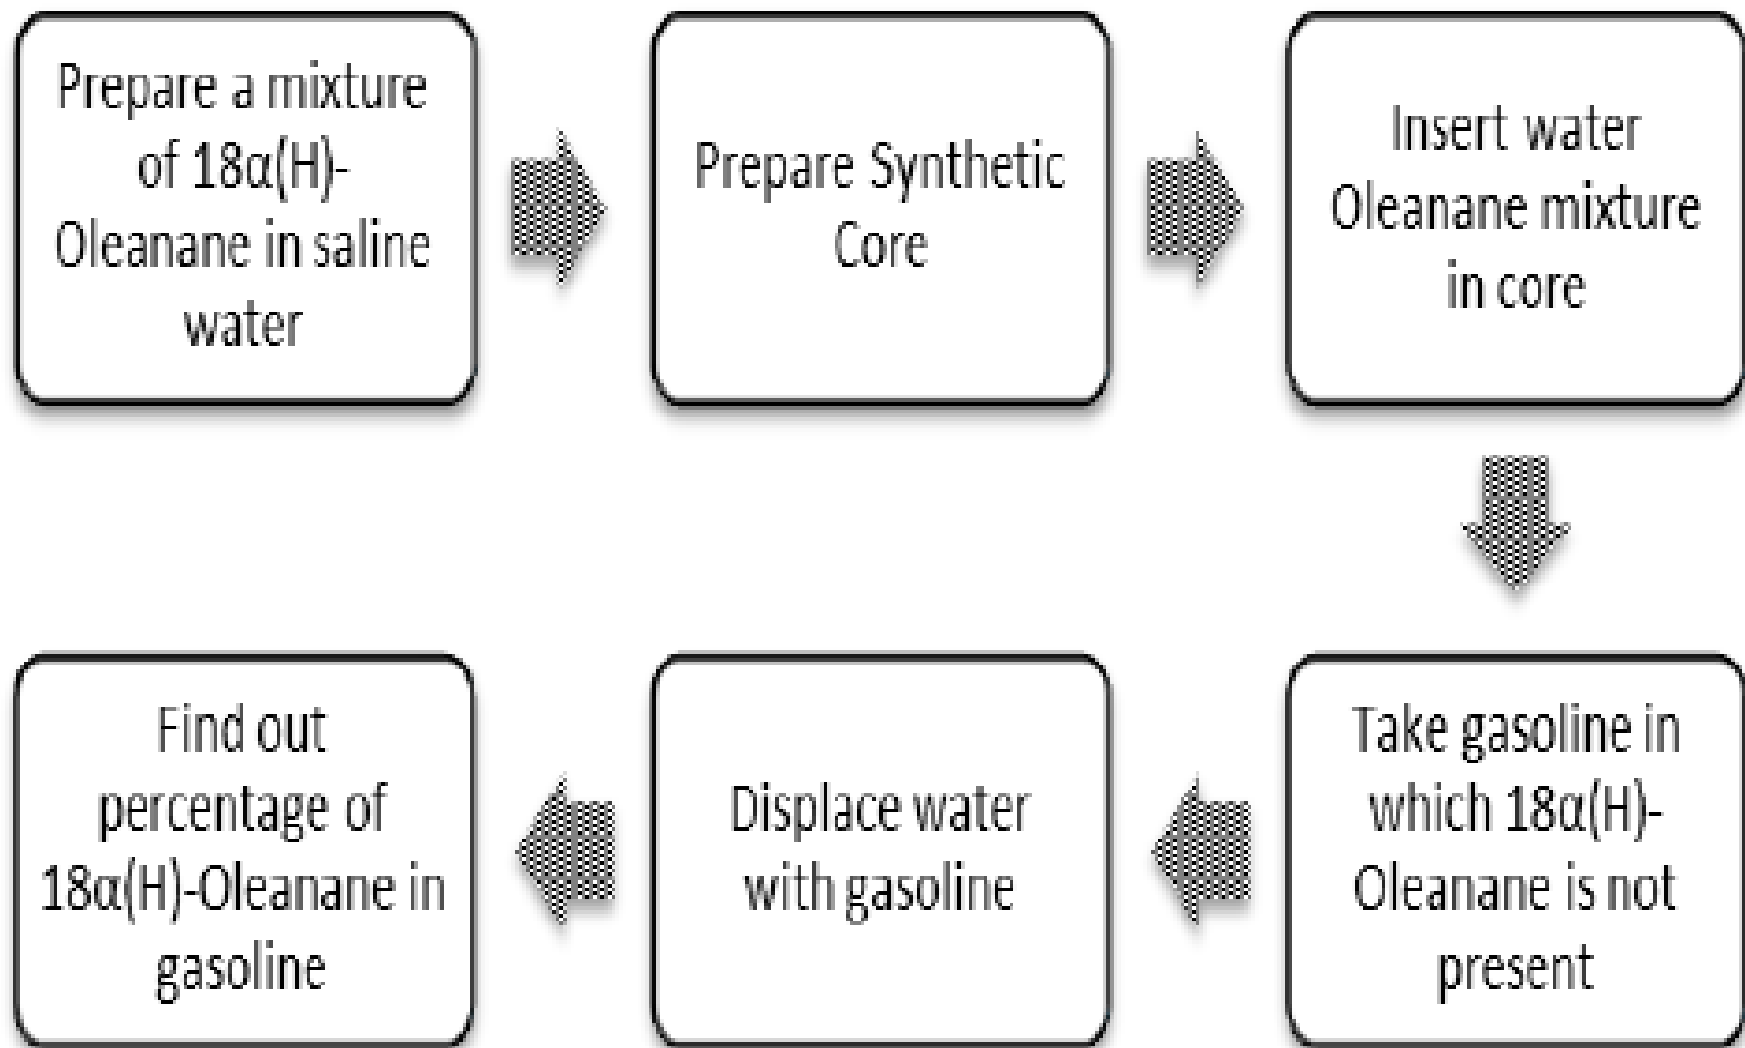 Prepare a mixture
of 18α(H)-
Oleanane in saline
water
Prepare Synthetic
Core
Insert water
Oleanane mixture
in core
Take gasoline in
which 18α(H)-
Oleanane is not
present
Displace water
with gasoline
Find out
percentage of
18α(H)-Oleanane in
gasoline